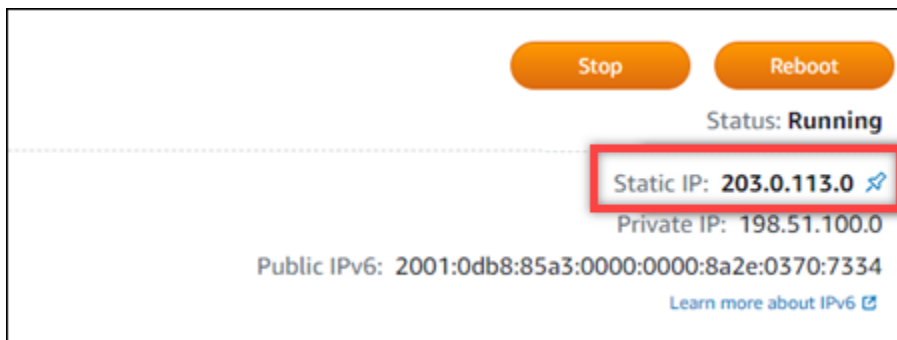 Stop Reboot
Status: Running
Static IP: 203.0.113.0
Private IP: 198.51.100.0
Public IPv6: 2001:0db8:85a3:0000:0000:8a2e:0370:7334
Learn more about IPv6